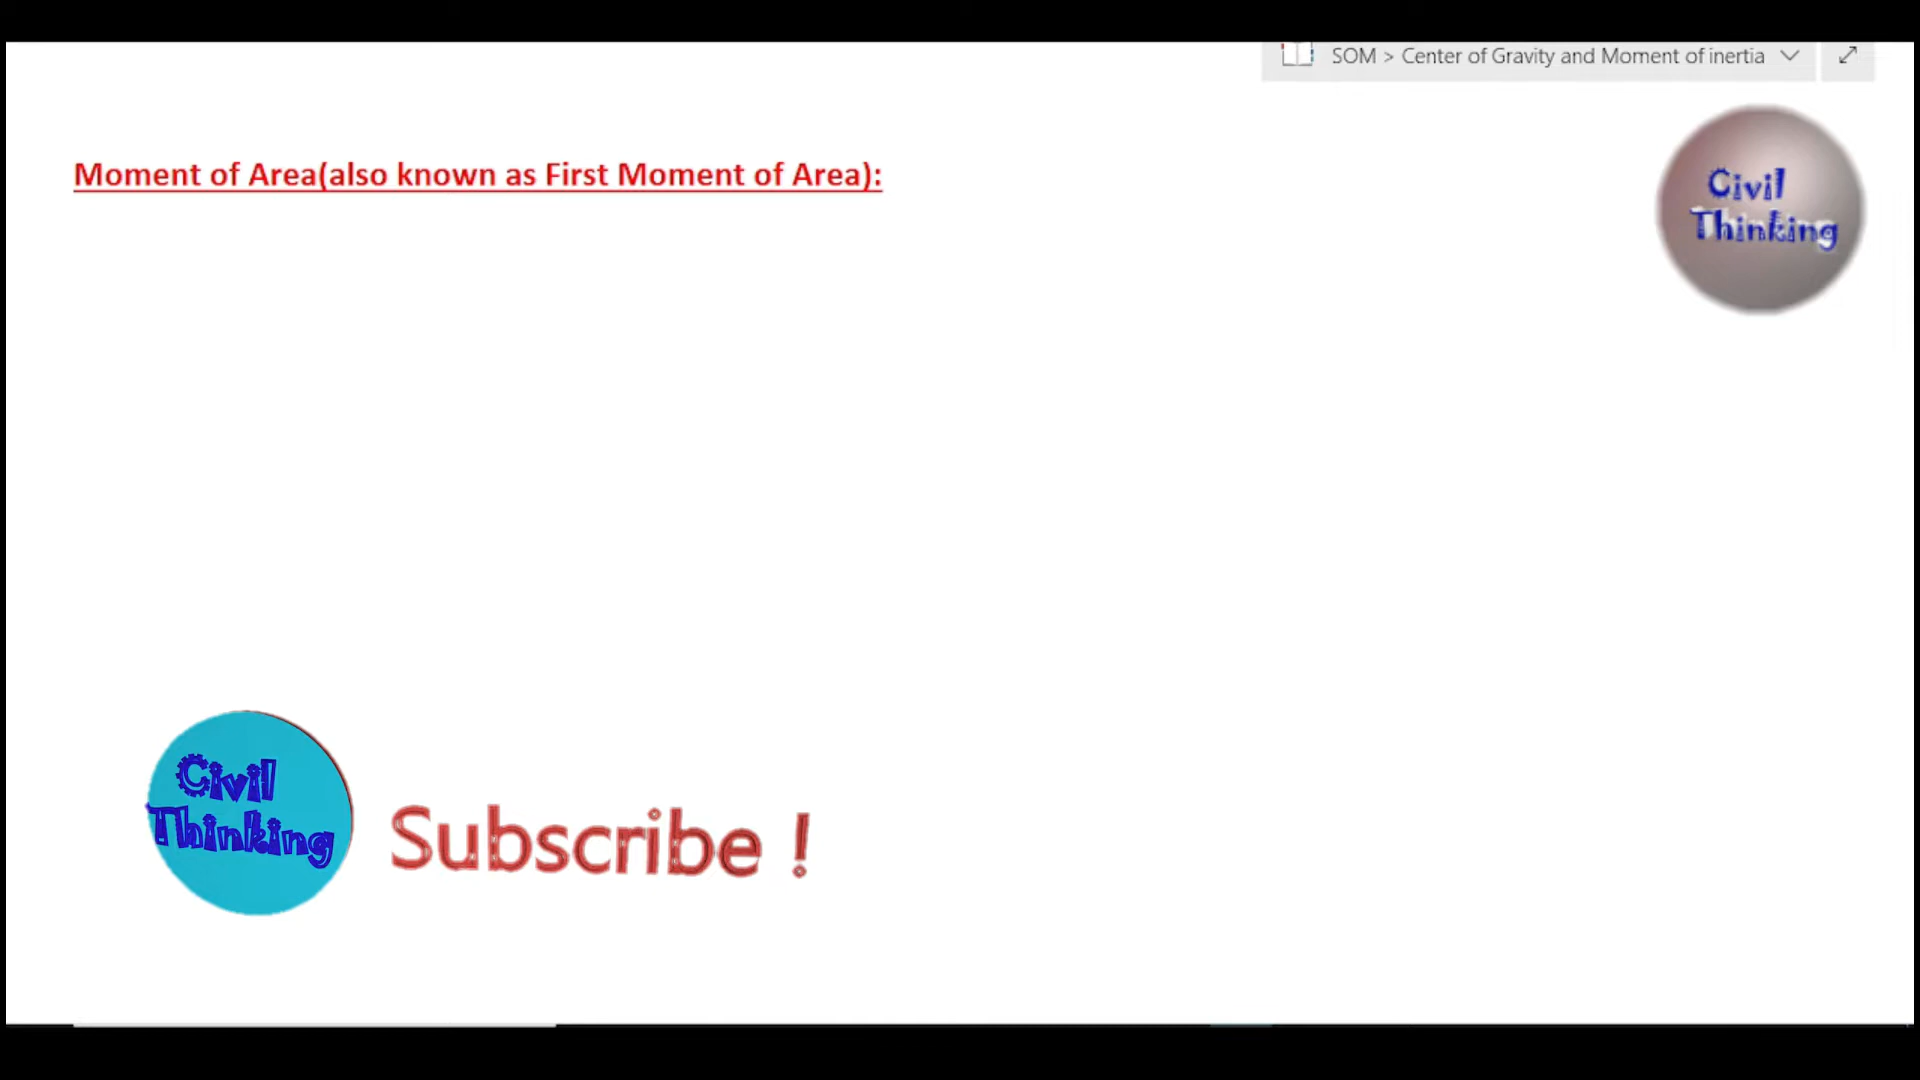 SOM > Center of Gravity and Moment of inertia
Moment of Area(also known as First Moment of Area):
Civil
Thinking
Civil
Thinking
Subscribe !